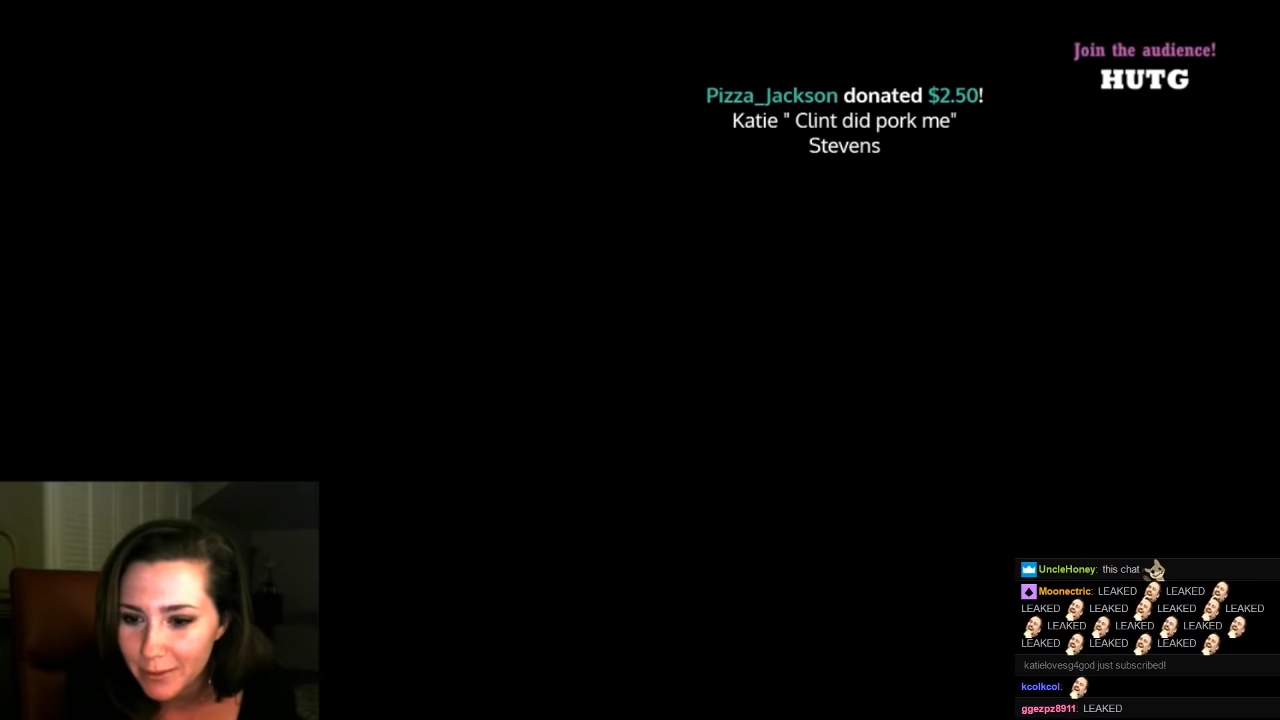 Join the audience!
HUTG
Pizza_Jackson donated $2.50!
Katie " Clint did pork me"
Stevens
UncleHoney: this chat
Moonectric: LEAKED LEAKED
LEAKED LEAKED LEAKED LEAKED
LEAKED LEAKED LEAKED
LEAKED LEAKED LEAKED
katielovesg4god just subscribed!
kcolkcol:
ggezpz8911: LEAKED